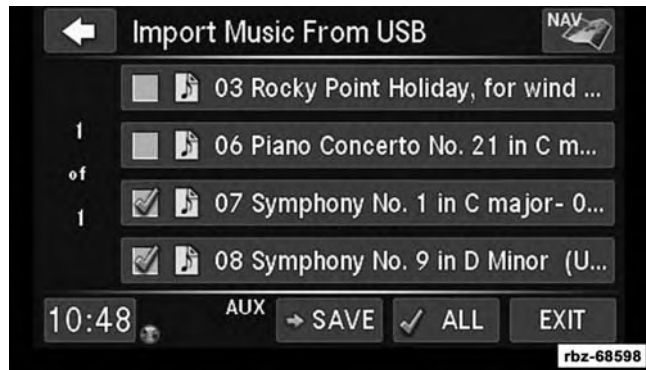 Import Music From USB
NAV
03 Rocky Point Holiday, for wind ...
06 Piano Concerto No. 21 in C m...
1
of
1
07 Symphony No. 1 in C major- 0...
08 Symphony No. 9 in D Minor (U...
10:48
AUX
SAVE
ALL
EXIT
rbz-68598